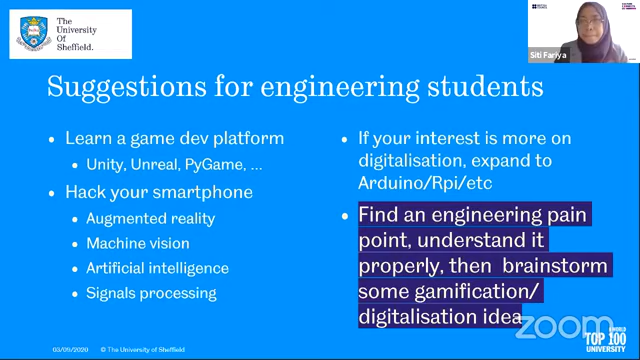 The
University
Of
Sheffield.
Siti Fariya
Suggestions for engineering students
• Learn a game dev platform
• Unity, Unreal, PyGame, ...
• Hack your smartphone
• Augmented reality
• Machine vision
• Artificial intelligence
• Signals processing
• If your interest is more on
digitalisation, expand to
Arduino/Rpi/etc
• Find an engineering pain
point, understand it
properly, then brainstorm
some gamification/
digitalisation idea
zoom
03/09/2020 © The University of Sheffield
WORLD
TOP 100
UNIVERSITY